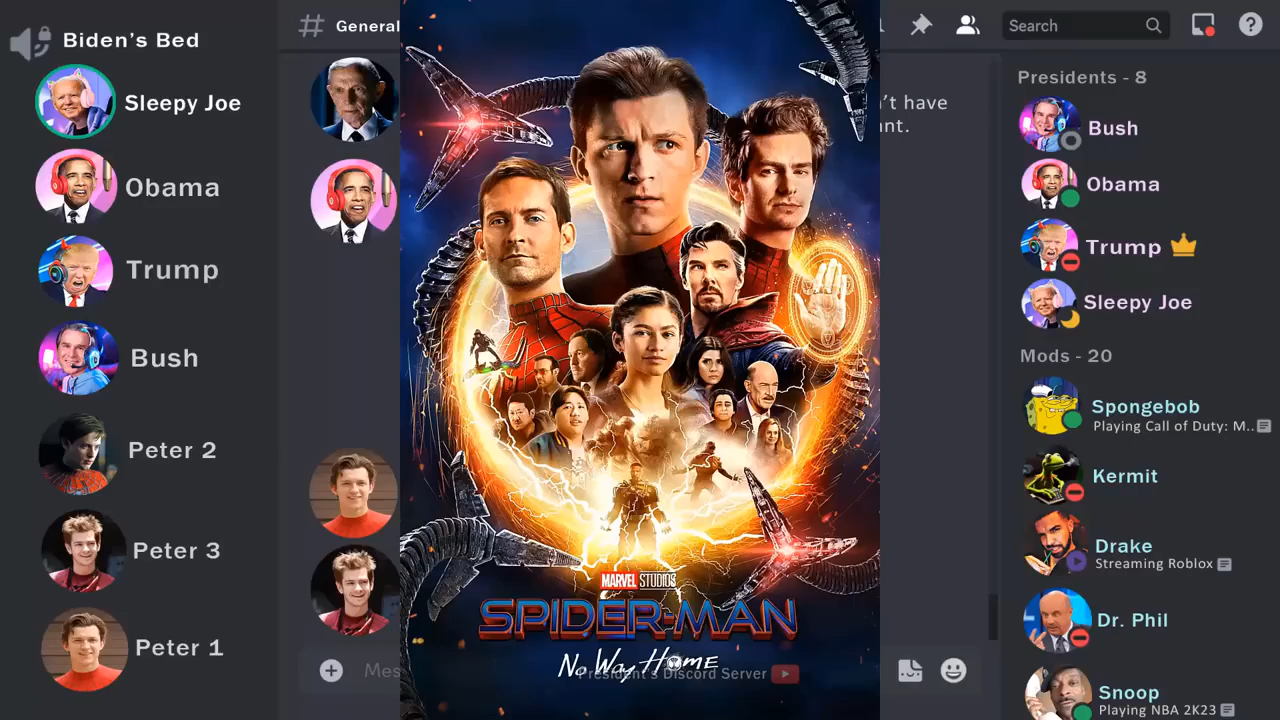 Biden's Bed
Sleepy Joe
Obama
Trump
Bush
Peter 2
Peter 3
Peter 1
# General
't have
nt.
Mes
MARVEL STUDIOS
SPIDER-MAN
No Way Home
President's Discord Server
Search
Presidents - 8
Bush
Obama
Trump
Sleepy Joe
Mods - 20
Spongebob
Playing Call of Duty: M..
Kermit
Drake
Streaming Roblox
Dr. Phil
Snoop
Playing NBA 2K23